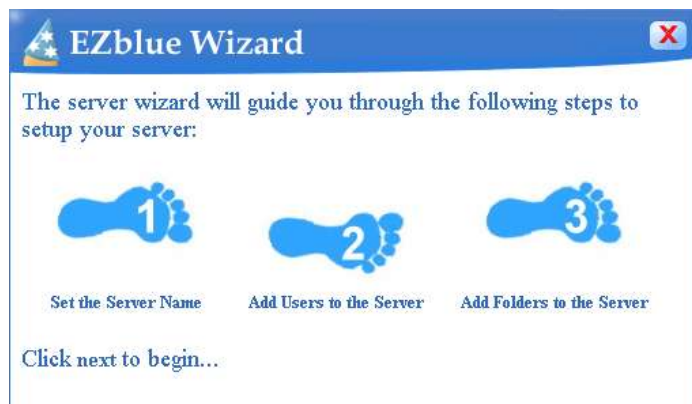 EZblue Wizard
X
The server wizard will guide you through the following steps to
setup your server:
1
2
3
Set the Server Name
Add Users to the Server
Add Folders to the Server
Click next to begin...